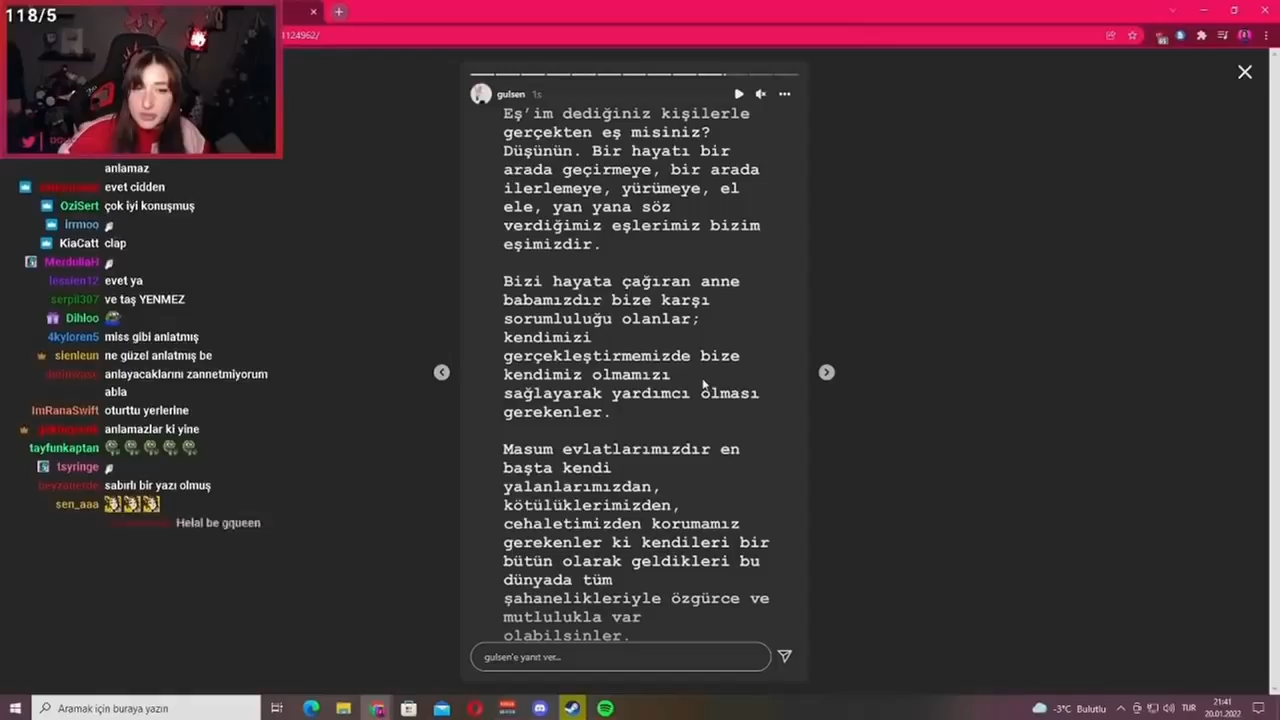 118/5
1124962/
gulsen 1s
Eş'im dediğiniz kişilerle
gerçekten eş misiniz?
Düşünün. Bir hayatı bir
arada geçirmeye, bir arada
ilerlemeye, yürümeye, el
ele, yan yana söz
verdiğimiz eşlerimiz bizim
eşimizdir.
Bizi hayata çağıran anne
babamızdır bize karşı
sorumluluğu olanlar;
kendimizi
gerçekleştirmemizde bize
kendimiz olmamızı
sağlayarak yardımcı olması
gerekenler.
Masum evlatlarımızdır en
başta kendi
yalanlarımızdan,
kötülüklerimizden,
cehaletimizden korumamız
gerekenler ki kendileri bir
bütün olarak geldikleri bu
dünyada tüm
şahanelikleriyle özgürce ve
mutlulukla var
olabilsinler.
gulsen'e yanıt ver...
anlamaz
evet cidden
OziSert çok iyi konuşmuş
irrmoo
KiaCatt clap
MerdullaH
lessien12 evet ya
serpil307 ve taş YENMEZ
Dihloo
4kyloren5 miss gibi anlatmış
sienleun ne güzel anlatmış be
anlayacaklarını zannetmiyorum
abla
ImRanaSwift oturttu yerlerine
anlamazlar ki yine
tayfunkaptan
tsyringe
sabırlı bir yazı olmuş
sen_aaa
Helal be gqueen
Aramak için buraya yazın
-3°C Bulutlu
TUR
21:41
20.01.2022